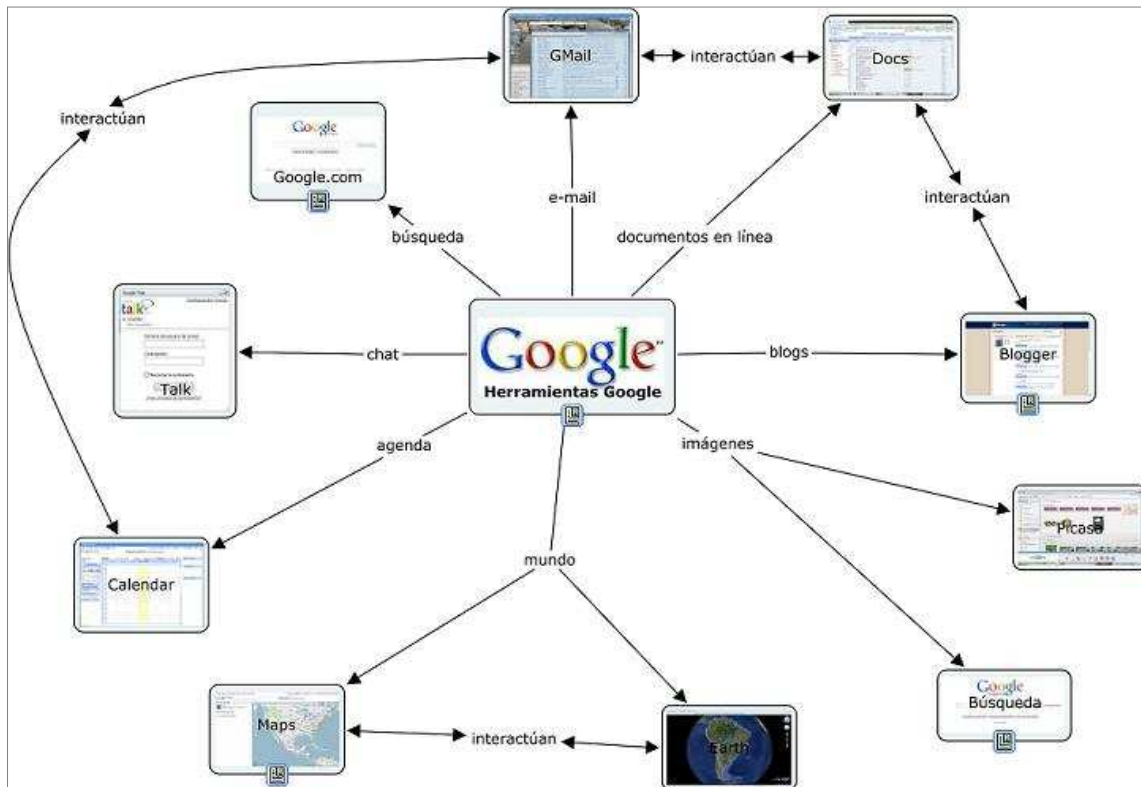 GMail
interactúan
Docs
interactúan
Google
Google.com
e-mail
interactúan
búsqueda
documentos en línea
talk
Talk
chat
Google
Herramientas Google
blogs
Blogger
agenda
imágenes
Picasa
Calendar
mundo
Google
Búsqueda
Maps
interactúan
Earth